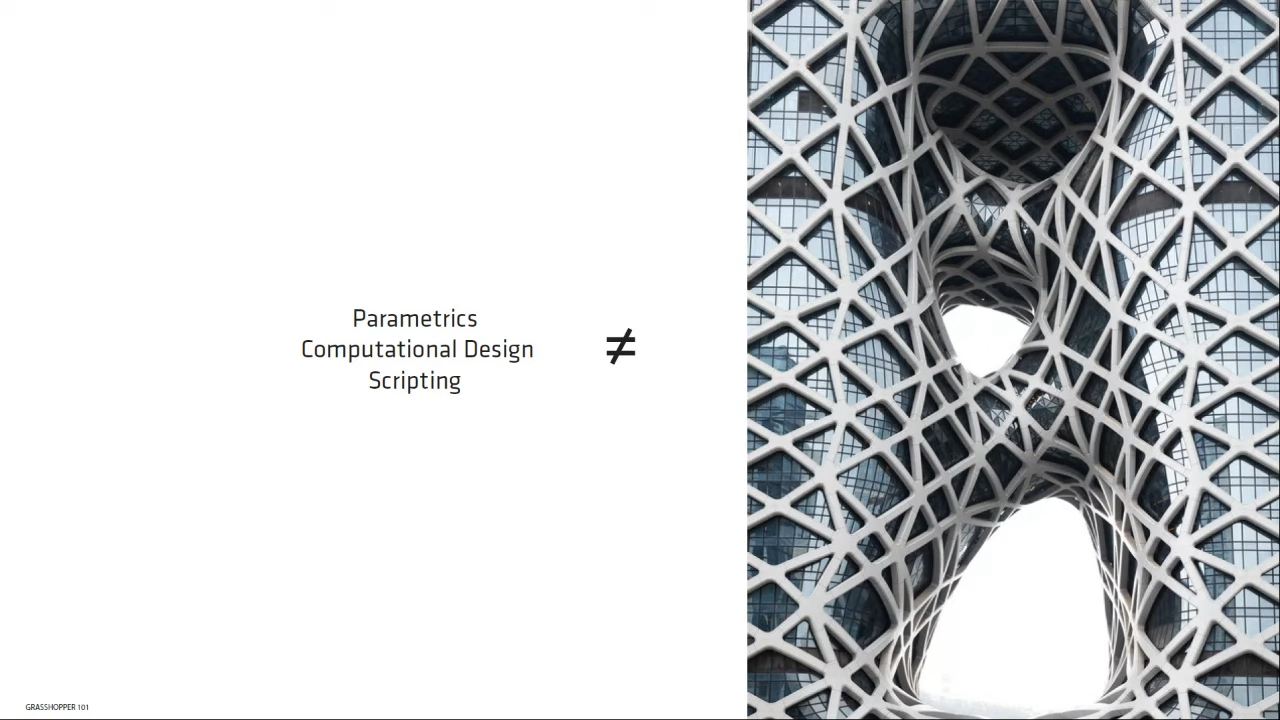 Parametrics
Computational Design
Scripting
≠
GRASSHOPPER 101